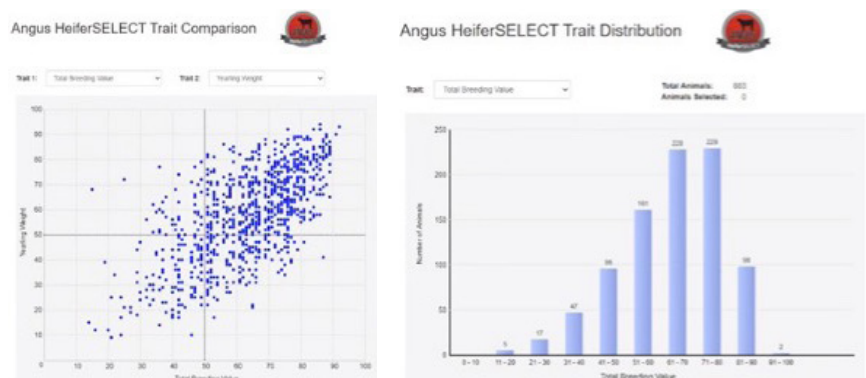 Angus HeiferSELECT Trait Comparison
Trait 1: Total Breeding Value Trait 2: Yearling Weight
100
90
80
70
60
50
40
30
20
10
0 10 20 30 40 50 60 70 80 90 100
Yearling Weight
Total Breeding Value
Angus HeiferSELECT Trait Distribution
Trait: Total Breeding Value
Total Animals: 883
Animals Selected: 0
250
200
150
100
50
0
Number of Animals
5 17 47 96 161 228 229 98 2
0-10 11-20 21-30 31-40 41-50 51-60 61-70 71-80 81-90 91-100
Total Breeding Value